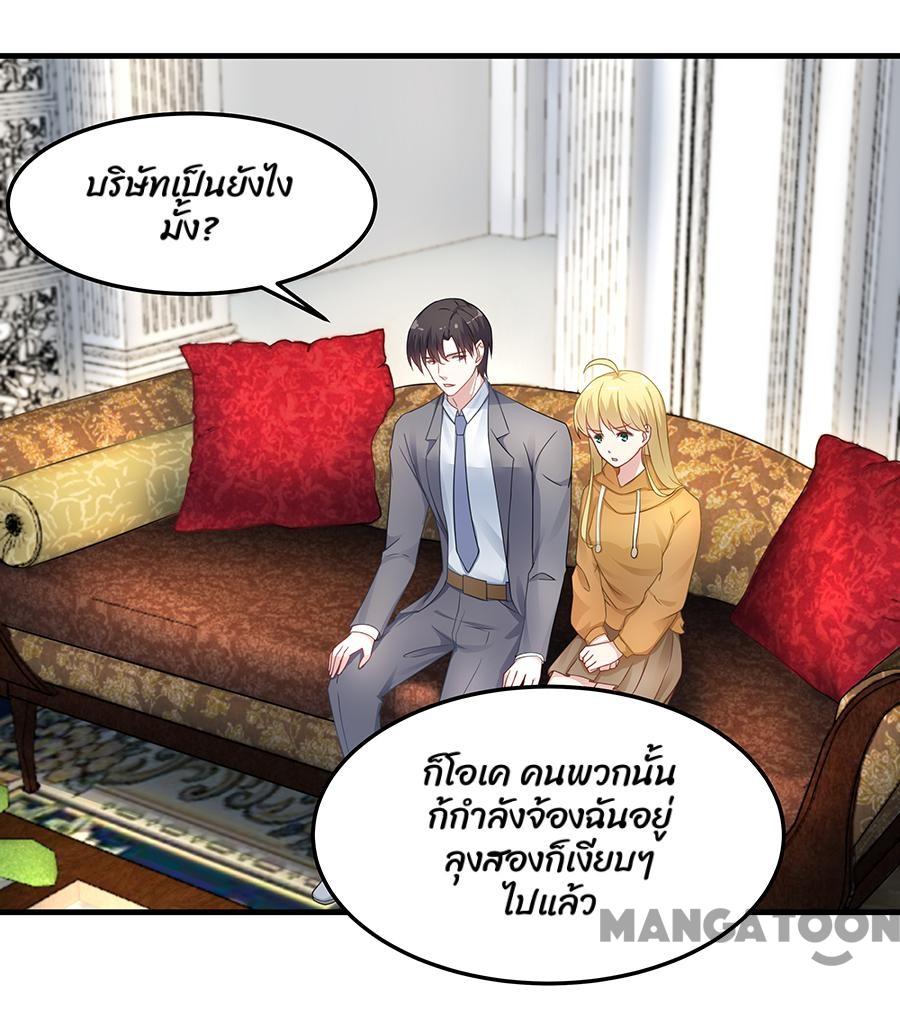 บริษัทเป็นยังไง
มั้ง?
ก็โอเค คนพวกนั้น
ก้กำลังจ้องฉันอยู่
ลุงสองก็เงียบๆ
ไปแล้ว
MANGATOON